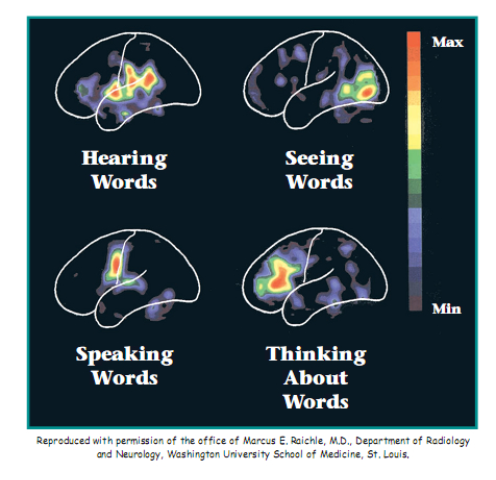 Max
Hearing
Words
Seeing
Words
Min
Speaking
Words
Thinking
About
Words
Reproduced with permission of the office of Marcus E. Raichle, M.D., Department of Radiology
and Neurology, Washington University School of Medicine, St. Louis.